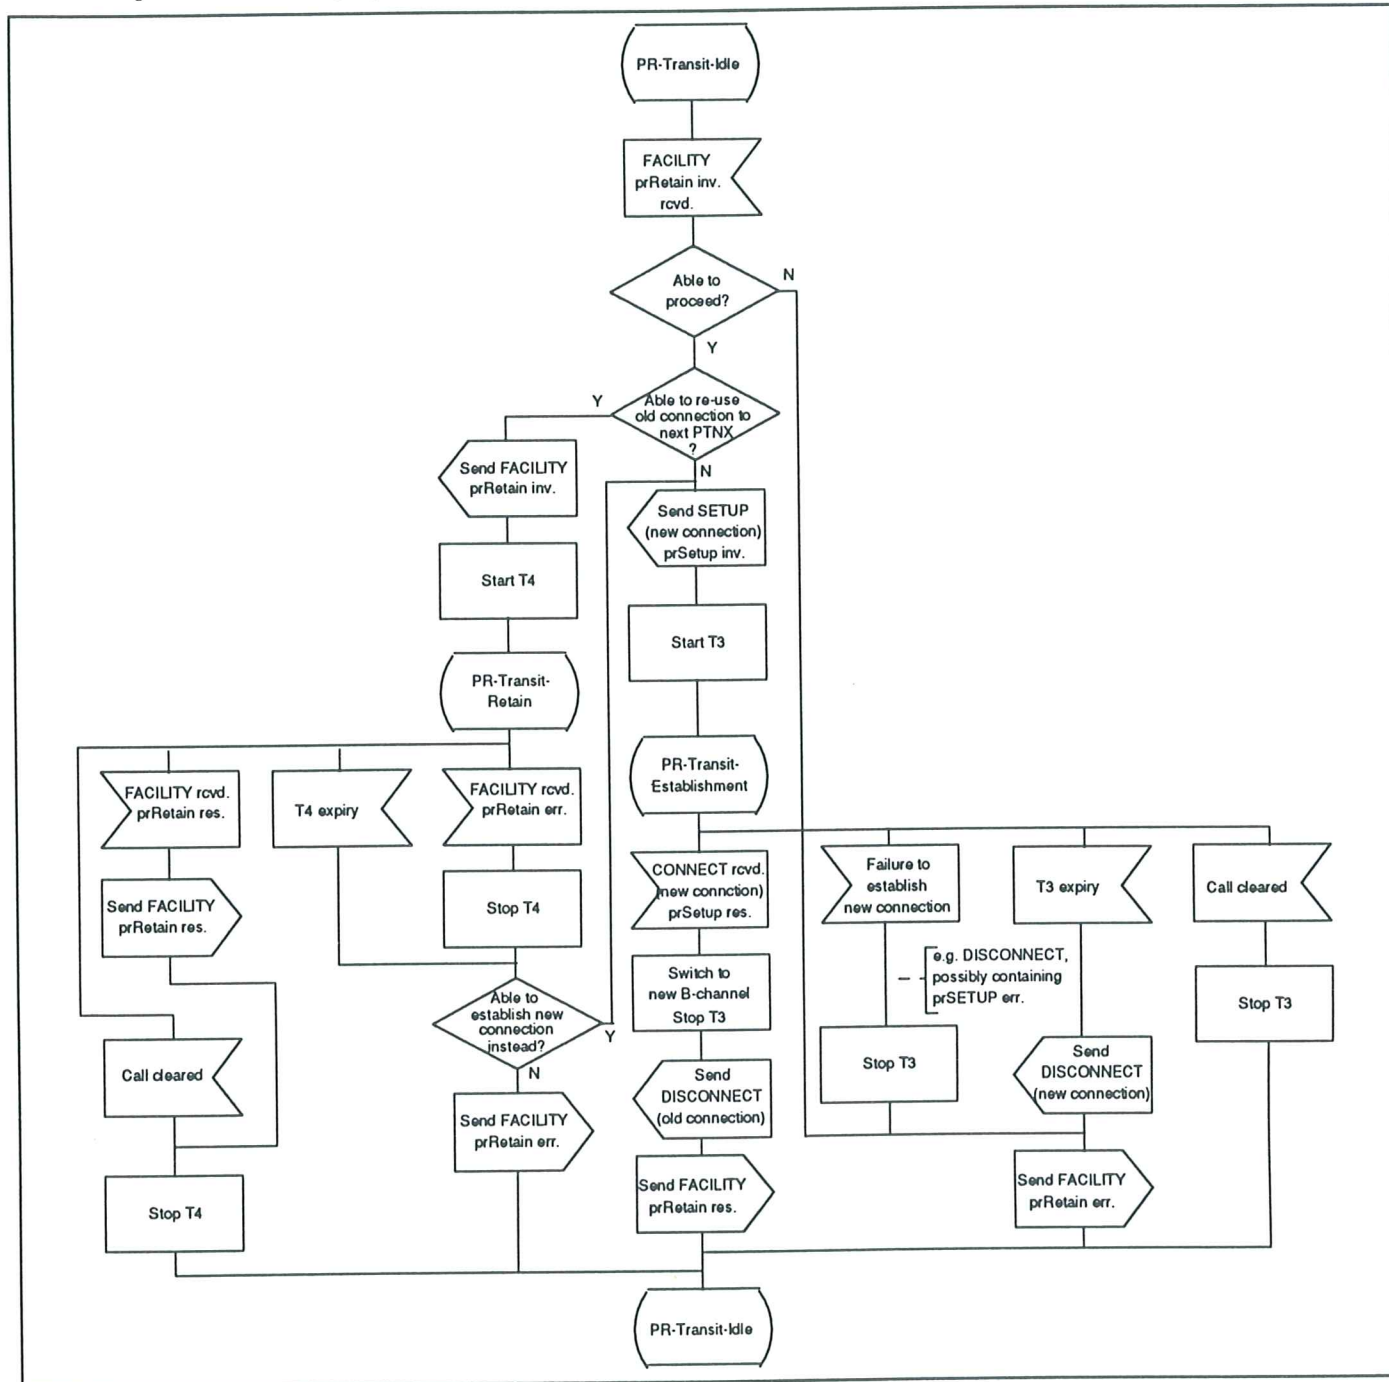 PR-Transit-Idle
FACILITY
prRetain inv.
rcvd.
Able to
proceed?
N
Y
Able to re-use
old connection to
next PTNX
?
Y
N
Send FACILITY
prRetain inv.
Send SETUP
(new connection)
prSetup inv.
Start T4
Start T3
PR-Transit-
Retain
PR-Transit-
Establishment
FACILITY rcvd.
prRetain res.
T4 expiry
FACILITY rcvd.
prRetain err.
CONNECT rcvd.
(new connction)
prSetup res.
Failure to
establish
new connection
T3 expiry
Call cleared
Send FACILITY
prRetain res.
Stop T4
Switch to
new B-channel
Stop T3
e.g. DISCONNECT,
possibly containing
prSETUP err.
Stop T3
Able to
establish new
connection
instead?
Y
N
Call cleared
Send
DISCONNECT
(old connection)
Stop T3
Send
DISCONNECT
(new connection)
Send FACILITY
prRetain err.
Stop T4
Send FACILITY
prRetain res.
Send FACILITY
prRetain err.
PR-Transit-Idle